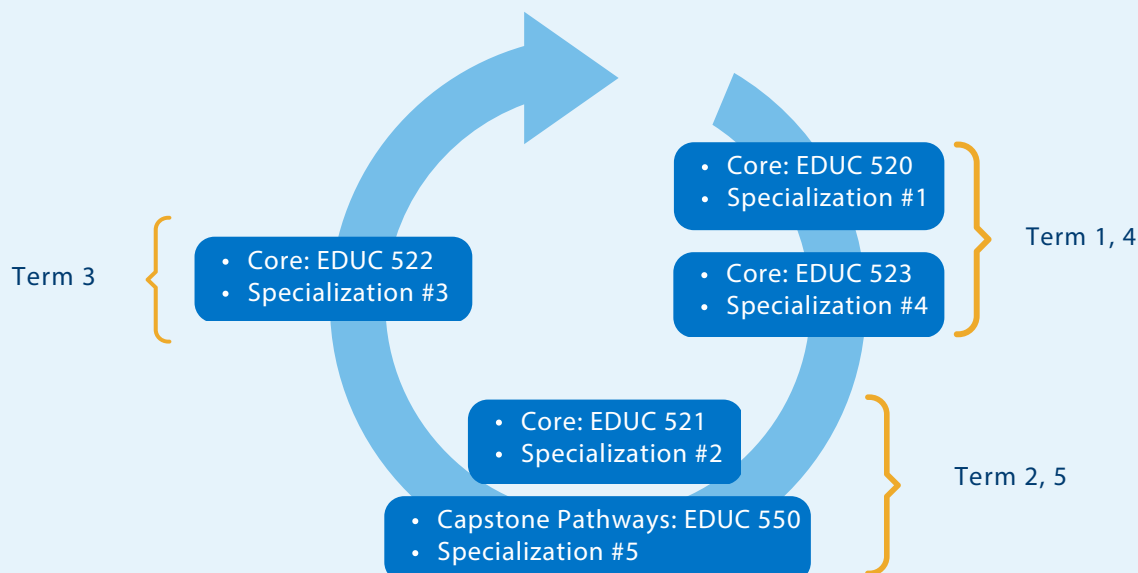 • Core: EDUC 520
• Specialization #1
• Core: EDUC 523
• Specialization #4
Term 1, 4
Term 3
• Core: EDUC 522
• Specialization #3
• Core: EDUC 521
• Specialization #2
• Capstone Pathways: EDUC 550
• Specialization #5
Term 2, 5